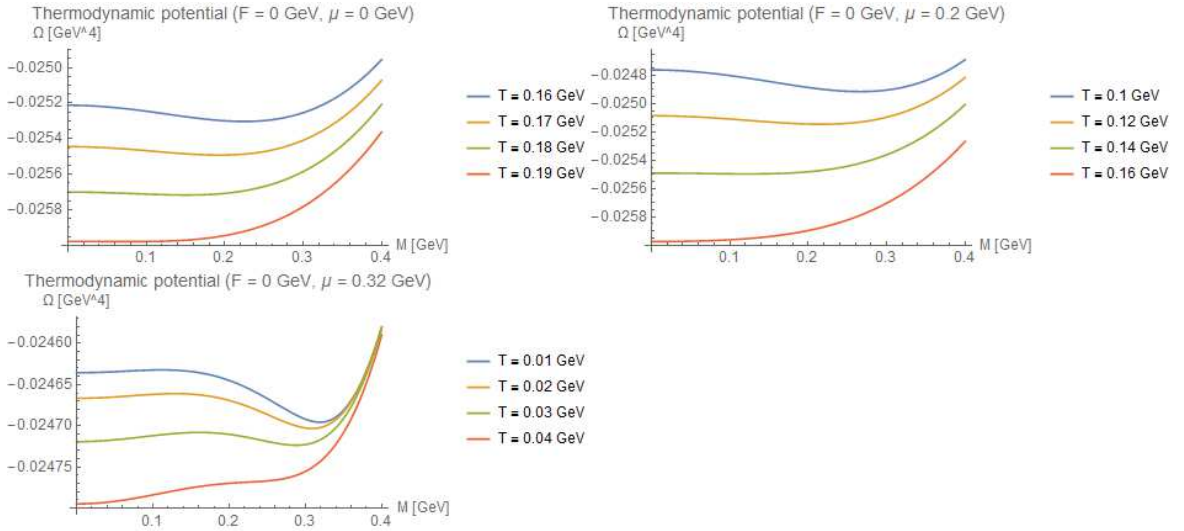 Thermodynamic potential (F = 0 GeV, μ = 0 GeV)
Ω [GeV^4]
−0.0250
−0.0252
−0.0254
−0.0256
−0.0258
0.1
0.2
0.3
0.4
M [GeV]
T = 0.16 GeV
T = 0.17 GeV
T = 0.18 GeV
T = 0.19 GeV
Thermodynamic potential (F = 0 GeV, μ = 0.2 GeV)
Ω [GeV^4]
−0.0248
−0.0250
−0.0252
−0.0254
−0.0256
−0.0258
0.1
0.2
0.3
0.4
M [GeV]
T = 0.1 GeV
T = 0.12 GeV
T = 0.14 GeV
T = 0.16 GeV
Thermodynamic potential (F = 0 GeV, μ = 0.32 GeV)
Ω [GeV^4]
−0.02460
−0.02465
−0.02470
−0.02475
0.1
0.2
0.3
0.4
M [GeV]
T = 0.01 GeV
T = 0.02 GeV
T = 0.03 GeV
T = 0.04 GeV